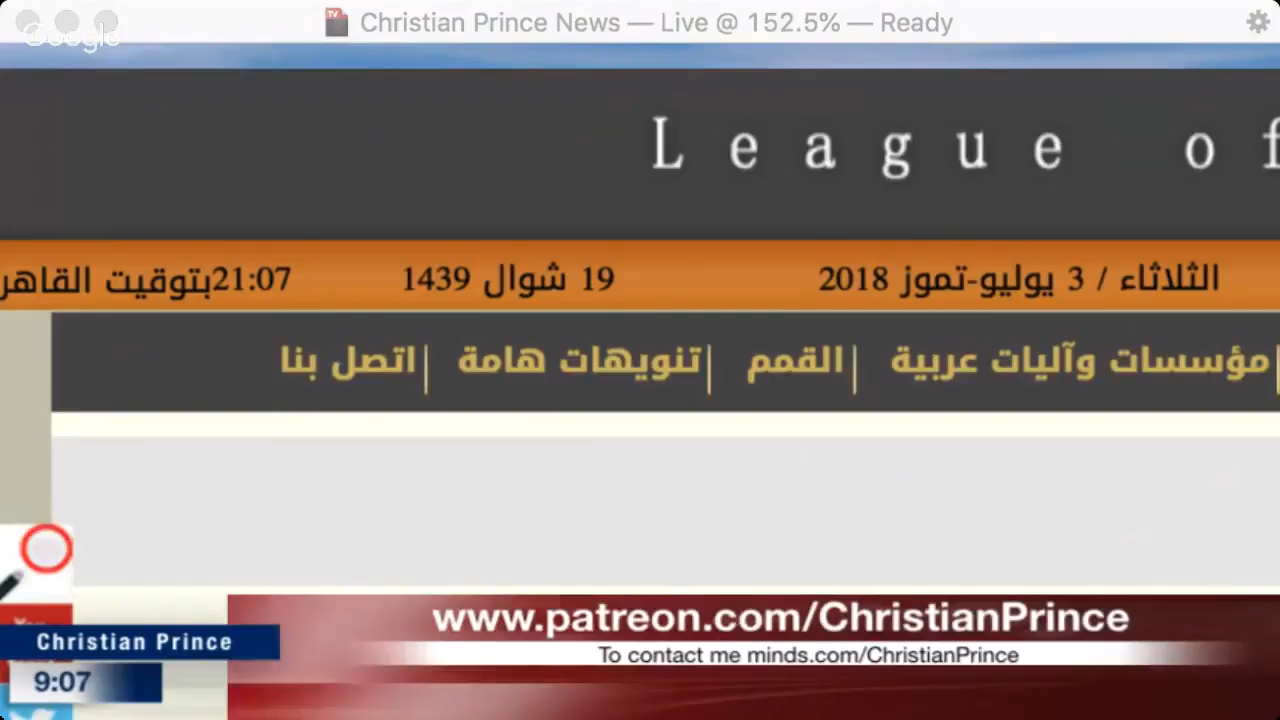 Christian Prince News — Live @ 152.5% — Ready
Google
League of
الثلاثاء / 3 يوليو-تموز 2018
19 شوال 1439
21:07بتوقيت القاهر
مؤسسات وآليات عربية | القمم | تنويهات هامة | اتصل بنا
www.patreon.com/ChristianPrince
To contact me minds.com/ChristianPrince
Christian Prince
9:07